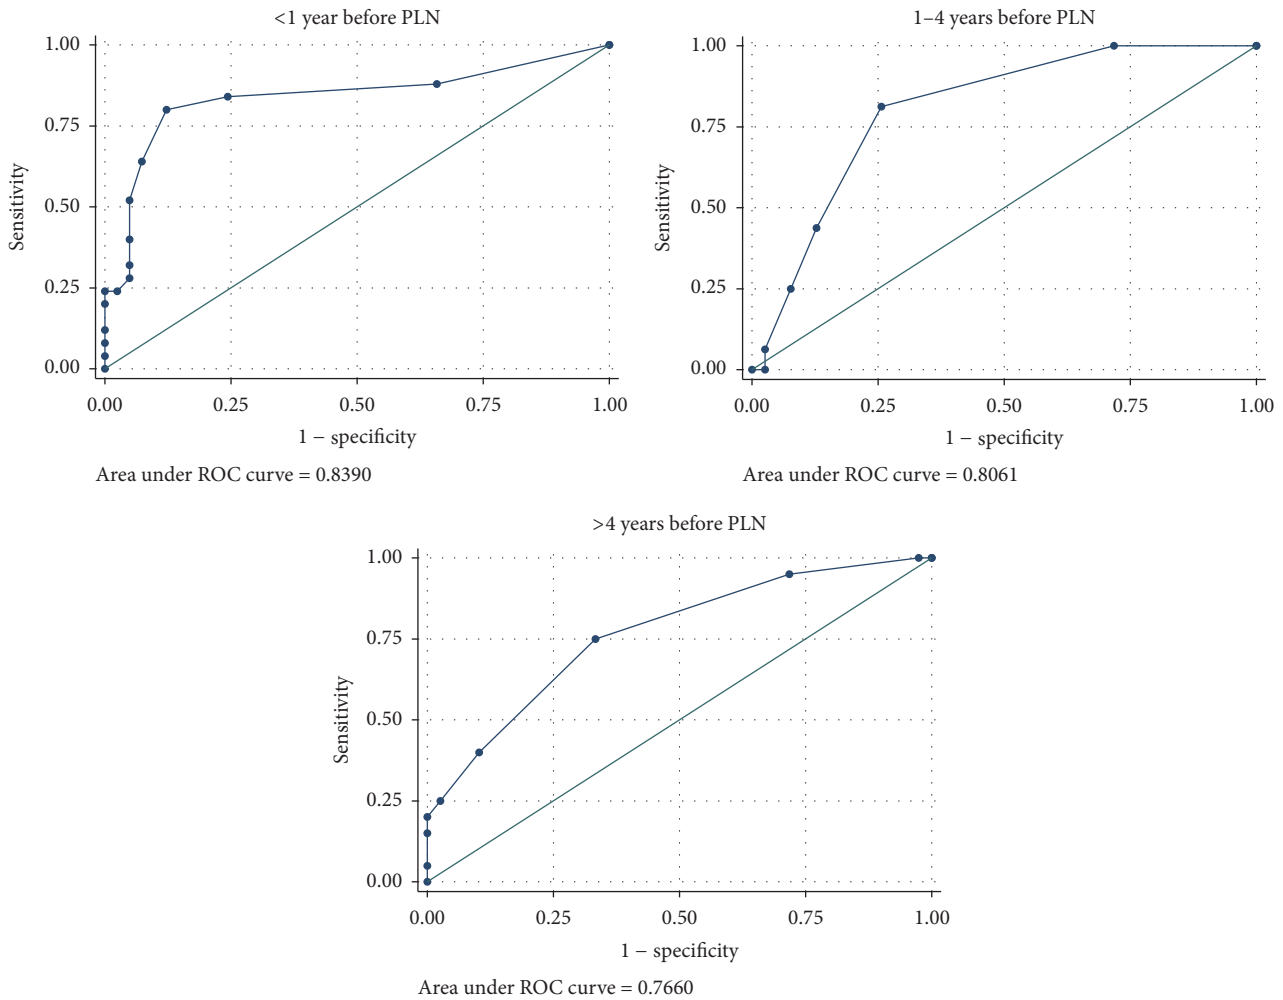 <1 year before PLN
1.00
0.75
0.50
0.25
0.00
Sensitivity
0.00 0.25 0.50 0.75 1.00
1 − specificity
Area under ROC curve = 0.8390
1–4 years before PLN
1.00
0.75
0.50
0.25
0.00
Sensitivity
0.00 0.25 0.50 0.75 1.00
1 − specificity
Area under ROC curve = 0.8061
>4 years before PLN
1.00
0.75
0.50
0.25
0.00
Sensitivity
0.00 0.25 0.50 0.75 1.00
1 − specificity
Area under ROC curve = 0.7660